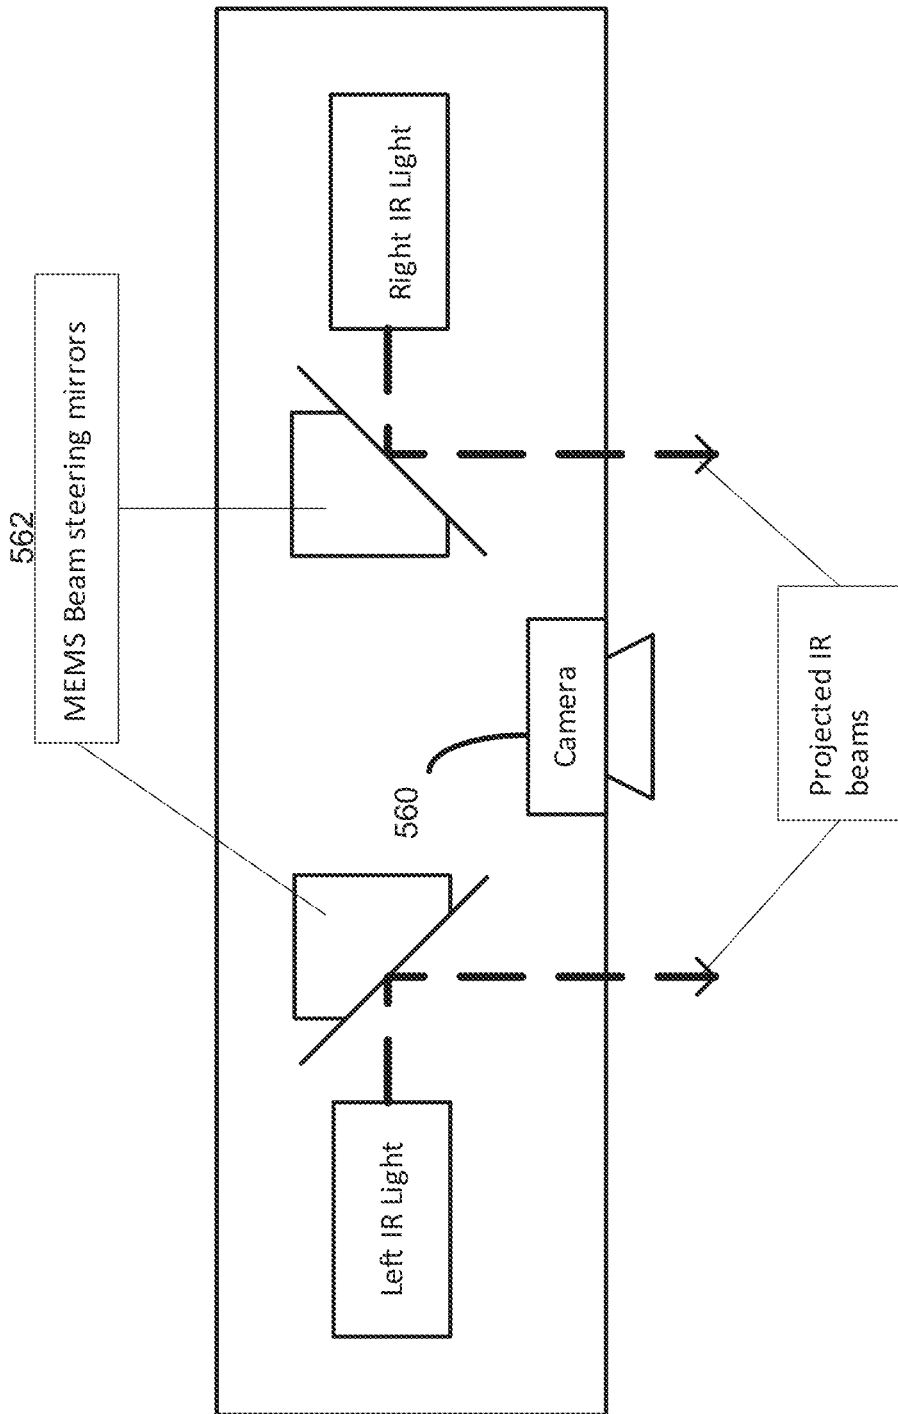 562
MEMS Beam steering mirrors
Left IR Light
560
Camera
Right IR Light
Projected IR
beams